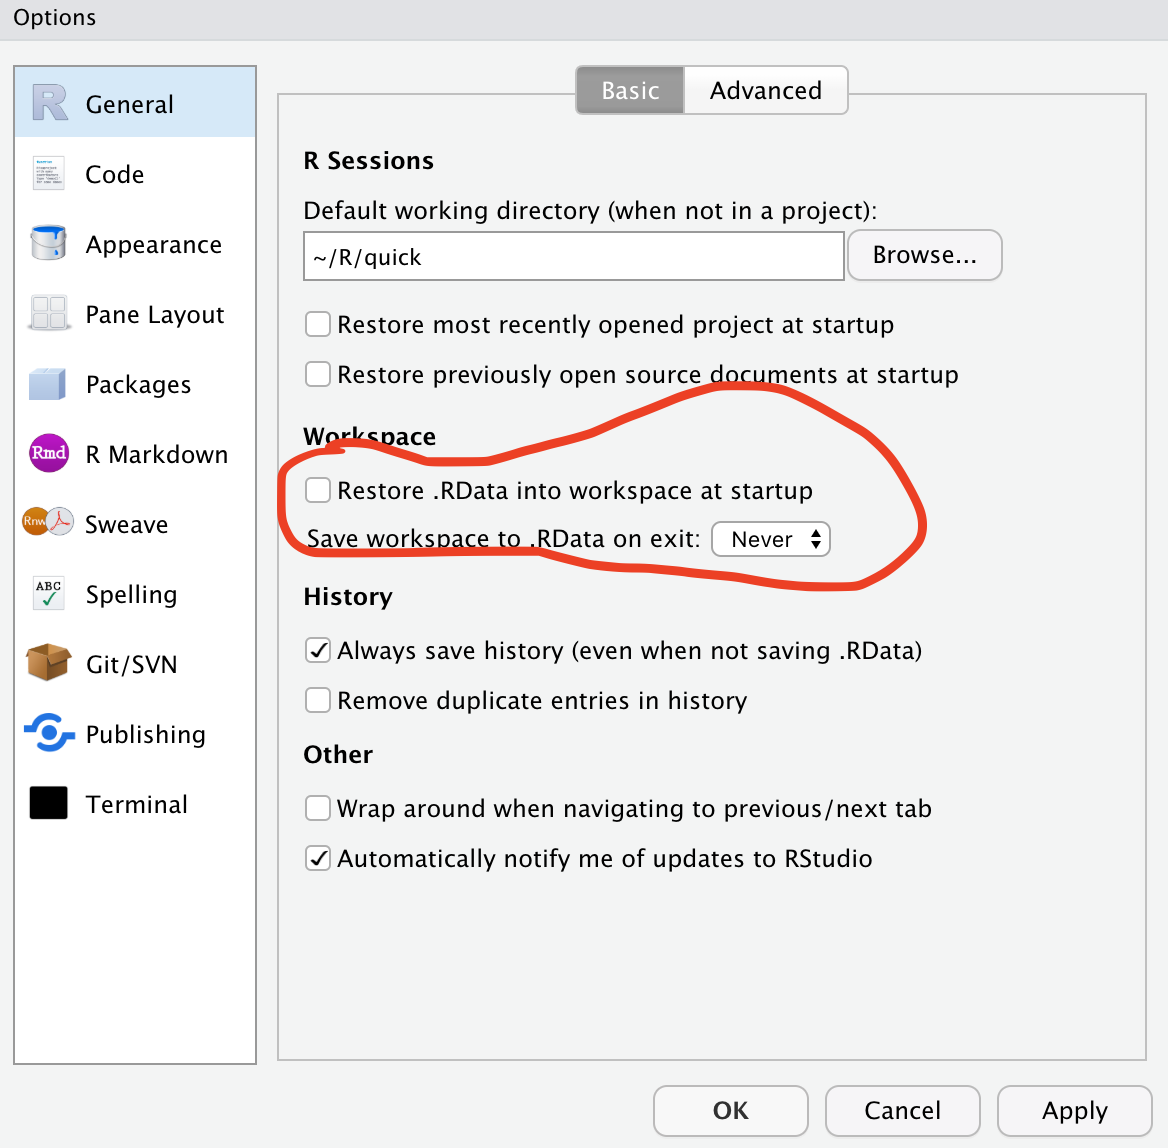 Options
General
Code
Appearance
Pane Layout
Packages
Rmd R Markdown
Rnw Sweave
ABC Spelling
Git/SVN
Publishing
Terminal
Basic Advanced
R Sessions
Default working directory (when not in a project):
~/R/quick Browse...
Restore most recently opened project at startup
Restore previously open source documents at startup
Workspace
Restore .RData into workspace at startup
Save workspace to .RData on exit: Never
History
Always save history (even when not saving .RData)
Remove duplicate entries in history
Other
Wrap around when navigating to previous/next tab
Automatically notify me of updates to RStudio
OK Cancel Apply